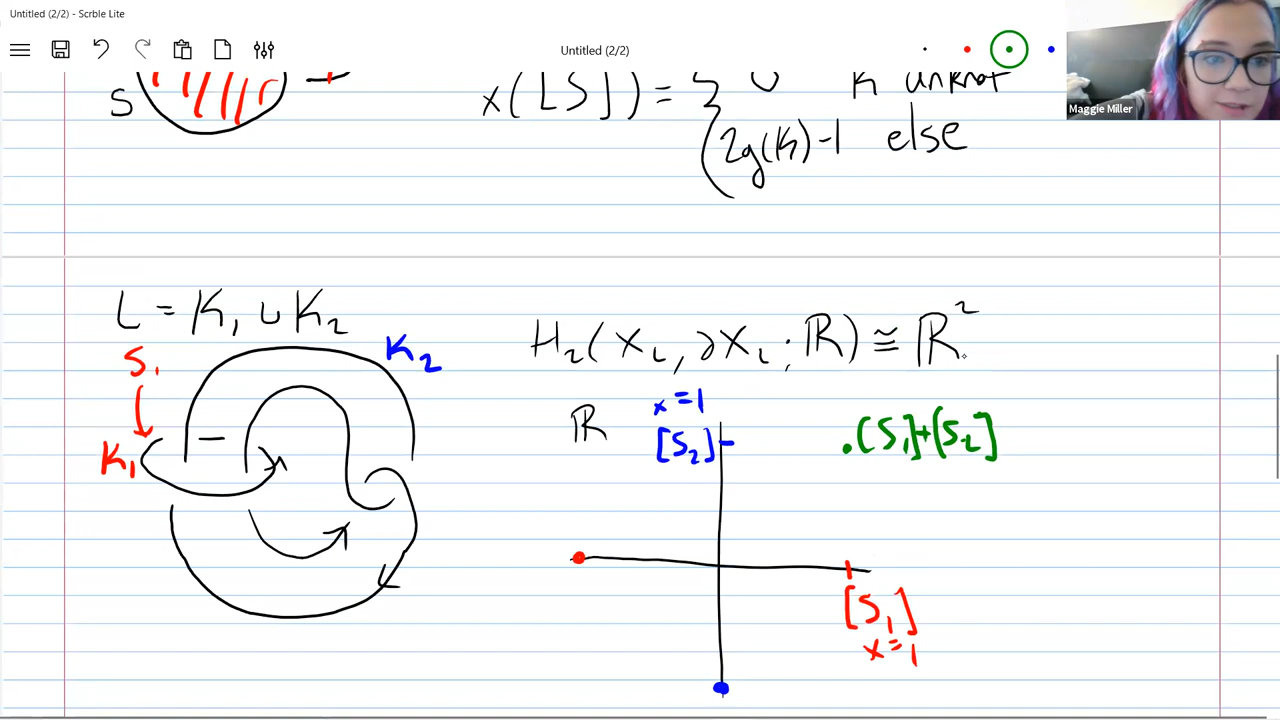 Untitled (2/2) - Scrble Lite
Untitled (2/2)
Maggie Miller
S
x([S]) = { 0 K unknot
2g(K)-1 else
L = K₁ ∪ K₂
H₂(X_L, ∂X_L; ℝ) ≅ ℝ²
S₁
K₂
K₁
ℝ
x=1
[S₂]
[S₁]+[S₂]
[S₁]
x=1